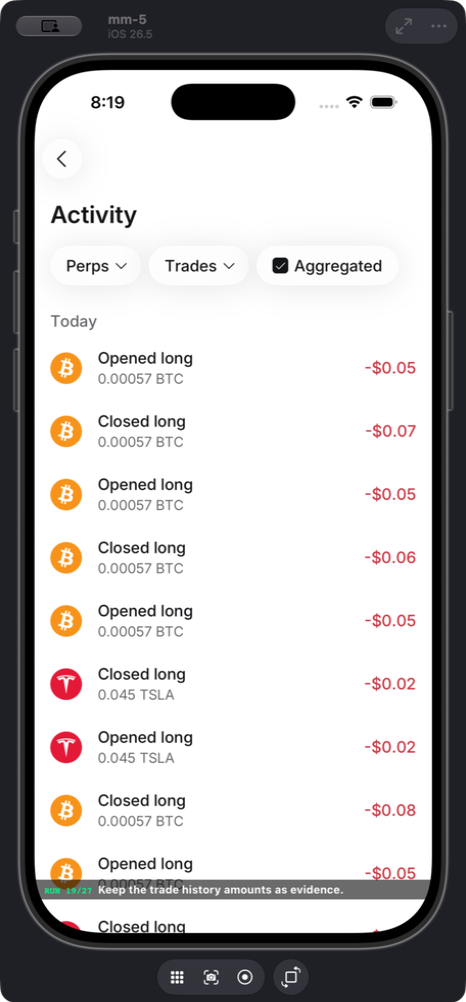 mm-5
iOS 26.5
8:19
Activity
Perps
Trades
Aggregated
Today
Opened long
-$0.05
0.00057 BTC
Closed long
-$0.07
0.00057 BTC
Opened long
-$0.05
0.00057 BTC
Closed long
-$0.06
0.00057 BTC
Opened long
-$0.05
0.00057 BTC
Closed long
-$0.02
0.045 TSLA
Opened long
-$0.02
0.045 TSLA
Closed long
-$0.08
0.00057 BTC
Opened long
-$0.05
0.00057 BTC
RUN 19/27 Keep the trade history amounts as evidence.
Closed long